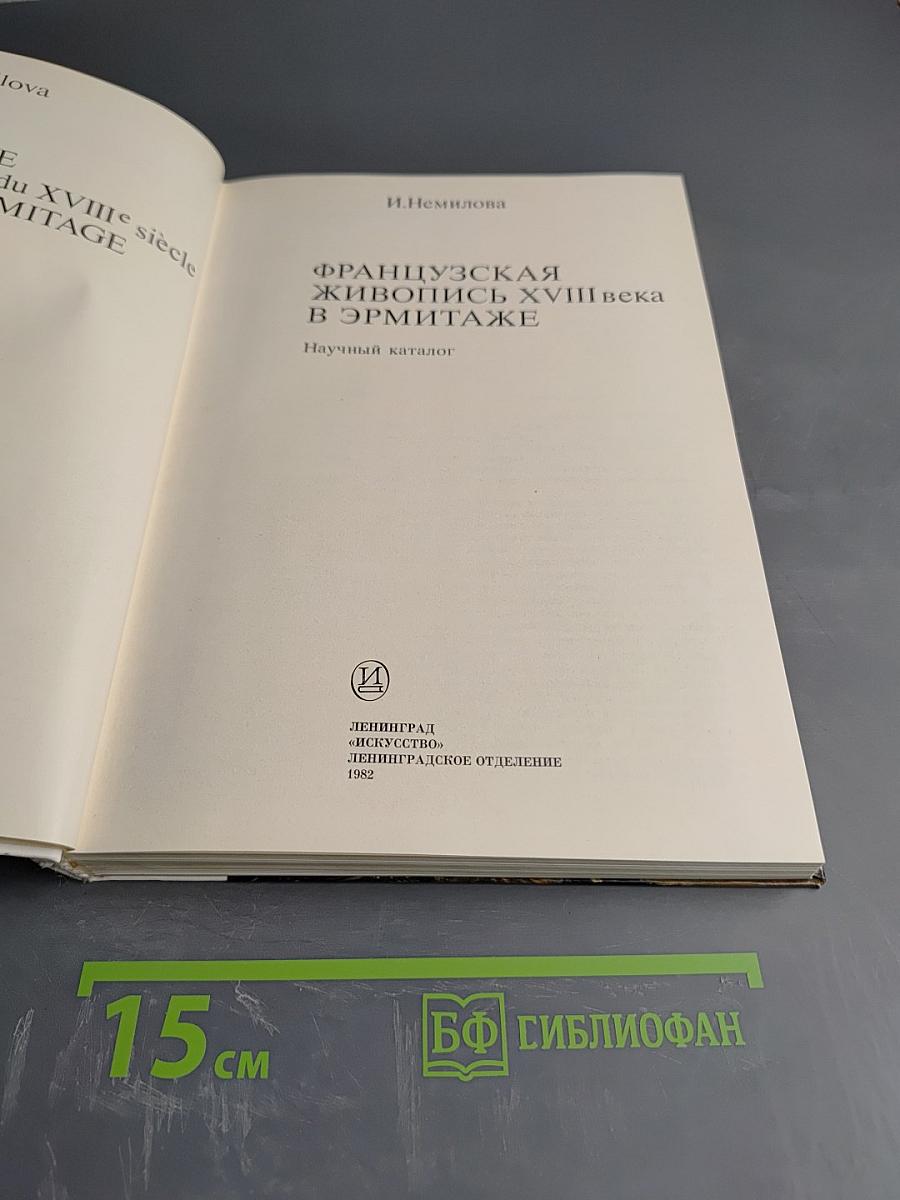 lova
E
du XVIIIe siècle
MITAGE
И.Немилова
ФРАНЦУЗСКАЯ
ЖИВОПИСЬ XVIII века
В ЭРМИТАЖЕ
Научный каталог
И
ЛЕНИНГРАД
«ИСКУССТВО»
ЛЕНИНГРАДСКОЕ ОТДЕЛЕНИЕ
1982
15 см
БФ БИБЛИОФАН